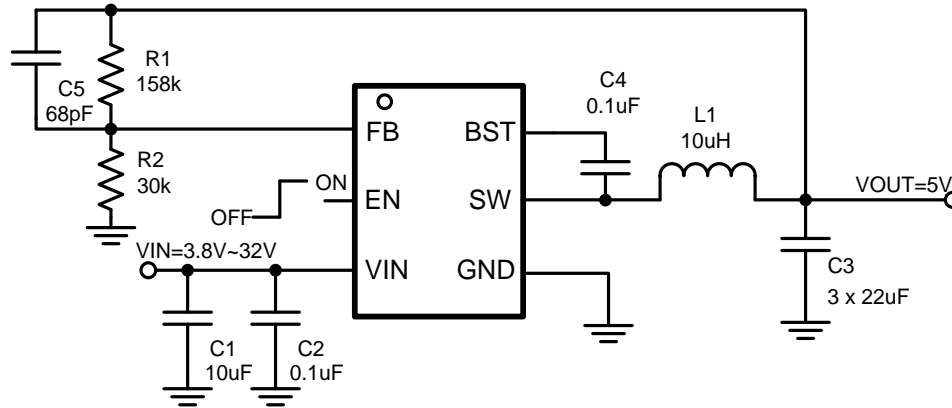 R1
158k
C5
68pF
R2
30k
FB
BST
EN
SW
VIN
GND
C4
0.1uF
L1
10uH
VOUT=5V
ON
OFF
VIN=3.8V~32V
C1
10uF
C2
0.1uF
C3
3 x 22uF